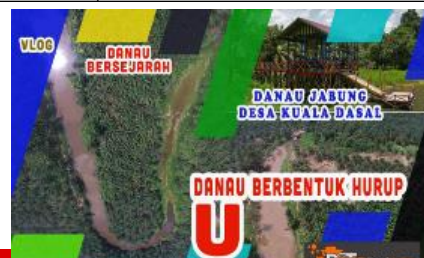 VLOG
DANAU
BERSEJARAH
DANAU JABUNG
DESA KUALA DASAL
DANAU BERBENTUK HURUP
U